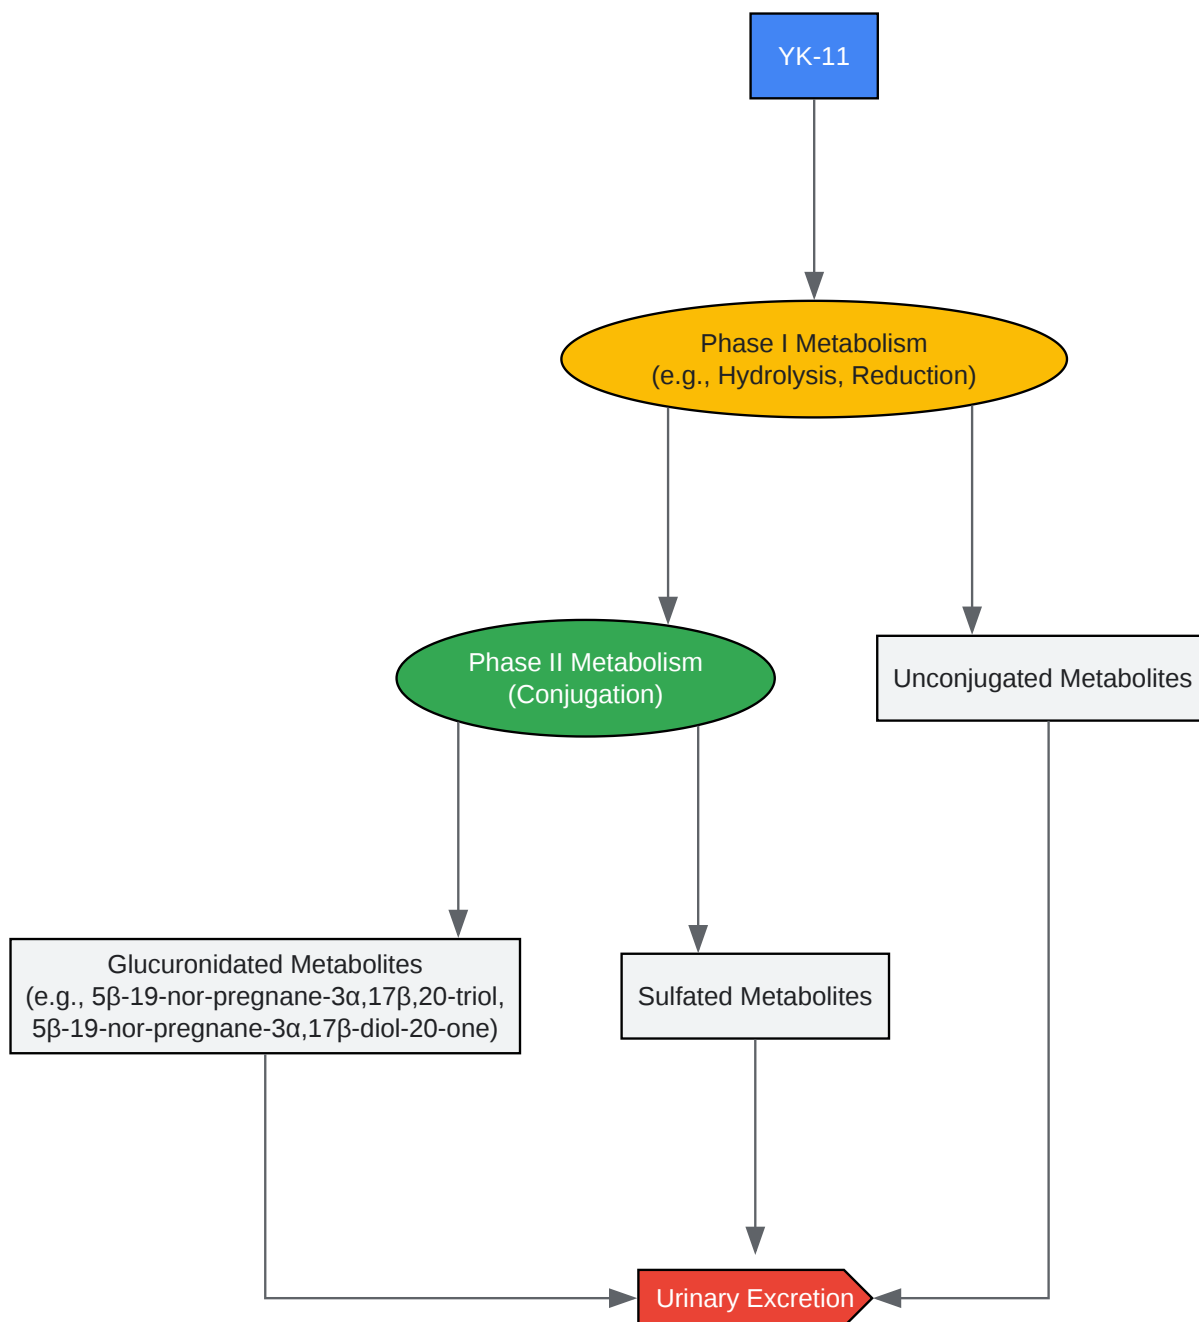 YK-11
Phase I Metabolism
(e.g., Hydrolysis, Reduction)
Phase II Metabolism
(Conjugation)
Unconjugated Metabolites
Glucuronidated Metabolites
(e.g., 5β-19-nor-pregnane-3α,17β,20-triol,
5β-19-nor-pregnane-3α,17β-diol-20-one)
Sulfated Metabolites
Urinary Excretion